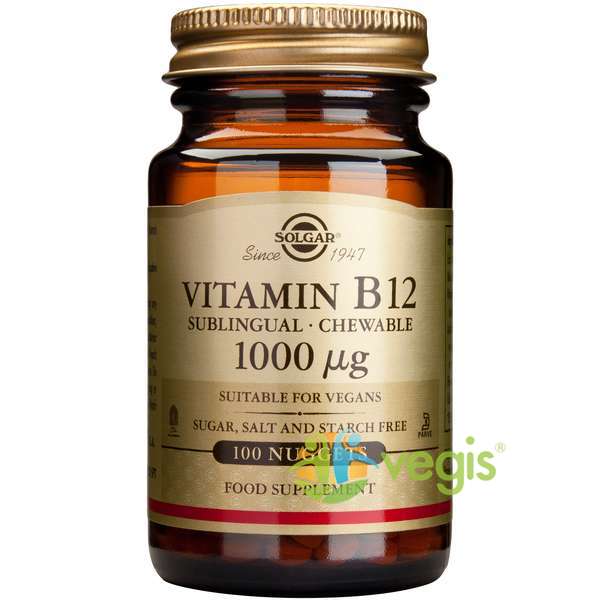 SOLGAR®
Since 1947
VITAMIN B12
SUBLINGUAL · CHEWABLE
1000 µg
SUITABLE FOR VEGANS
SUGAR, SALT AND STARCH FREE
PARVE
100 NUGGETS
vegis®
FOOD SUPPLEMENT